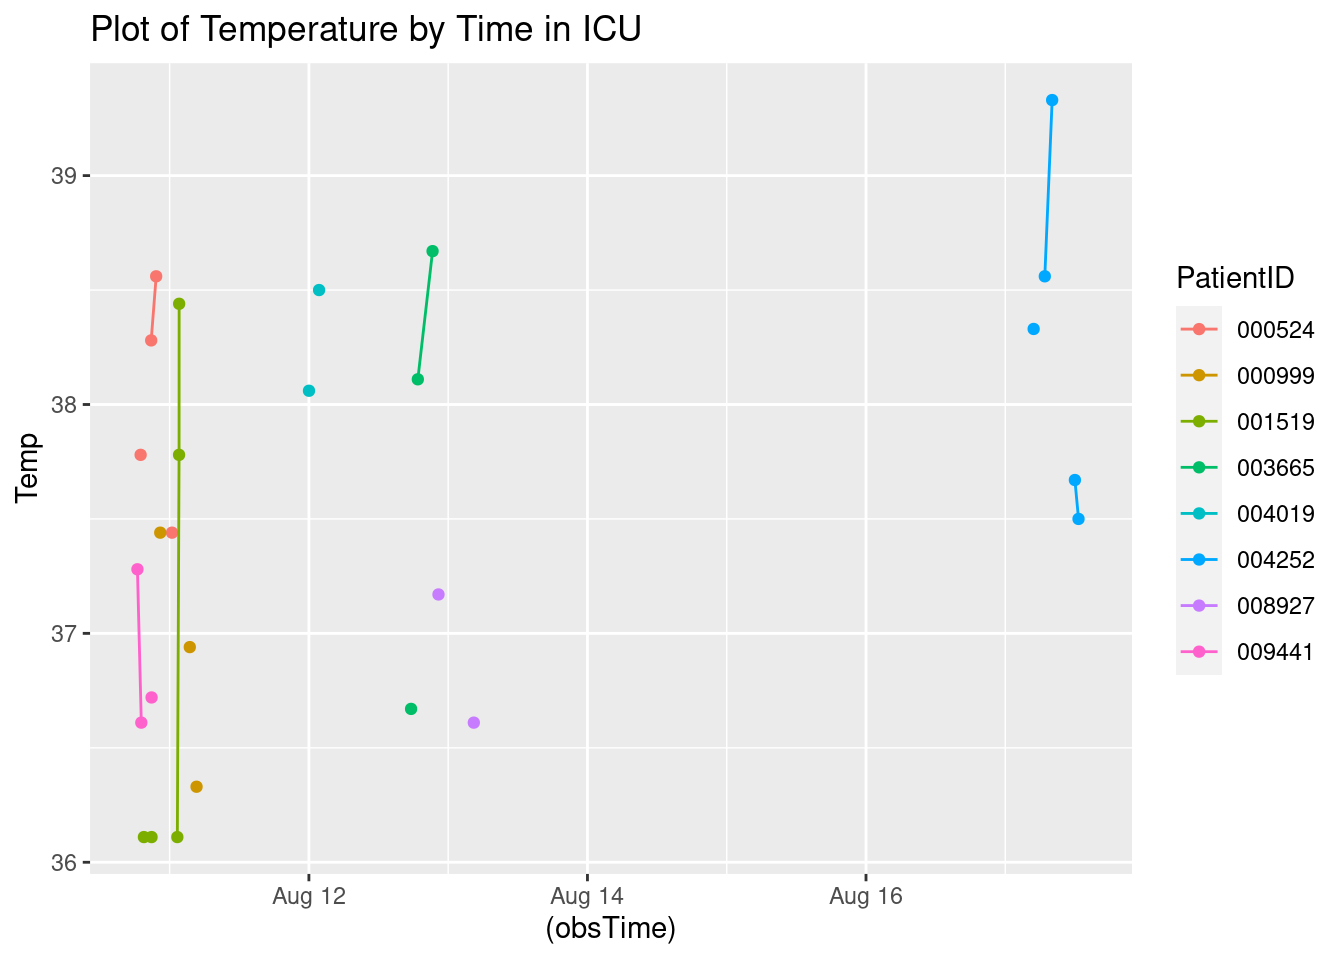 Plot of Temperature by Time in ICU
39
38
37
36
Temp
Aug 12
Aug 14
Aug 16
(obsTime)
PatientID
000524
000999
001519
003665
004019
004252
008927
009441